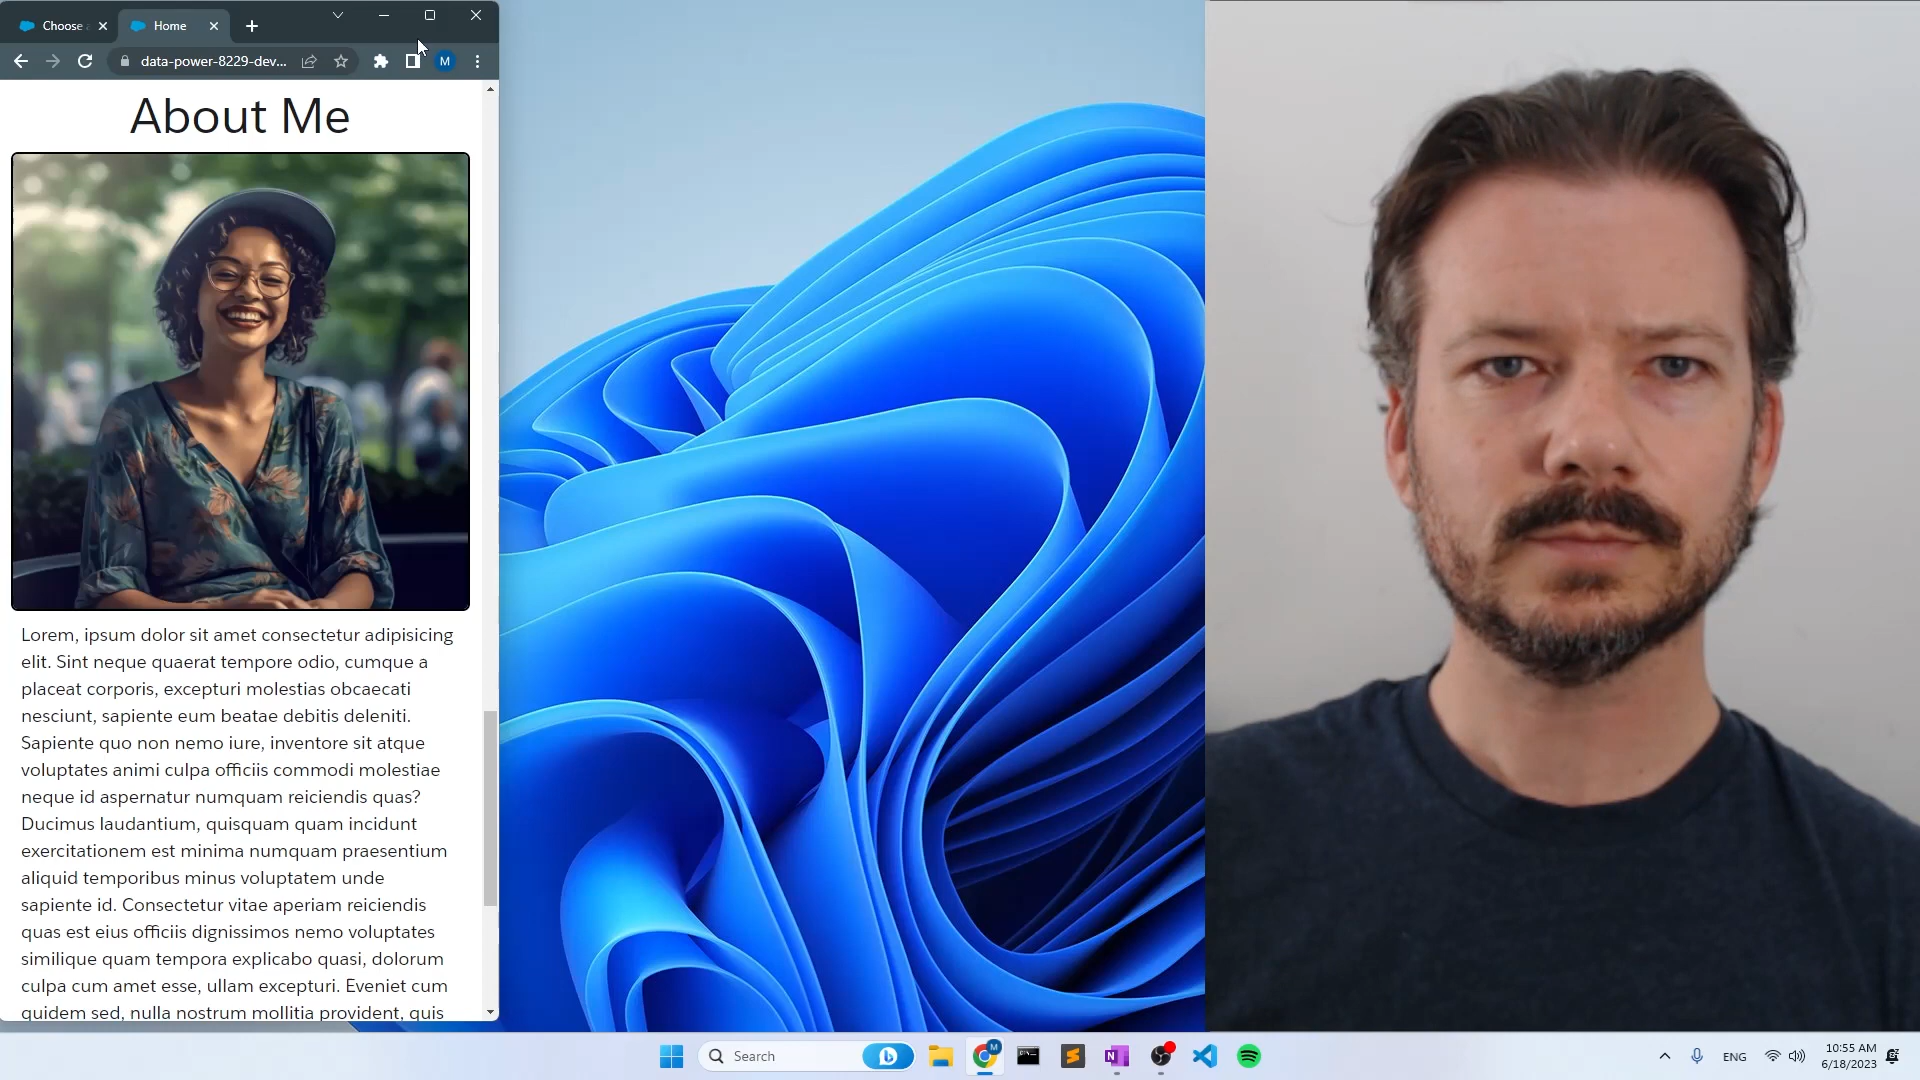 Choose
Home
data-power-8229-dev...
M
About Me
Lorem, ipsum dolor sit amet consectetur adipisicing
elit. Sint neque quaerat tempore odio, cumque a
placeat corporis, excepturi molestias obcaecati
nesciunt, sapiente eum beatae debitis deleniti.
Sapiente quo non nemo iure, inventore sit atque
voluptates animi culpa officiis commodi molestiae
neque id aspernatur numquam reiciendis quas?
Ducimus laudantium, quisquam quam incidunt
exercitationem est minima numquam praesentium
aliquid temporibus minus voluptatem unde
sapiente id. Consectetur vitae aperiam reiciendis
quas est eius officiis dignissimos nemo voluptates
similique quam tempora explicabo quasi, dolorum
culpa cum amet esse, ullam excepturi. Eveniet cum
quidem sed, nulla nostrum mollitia provident, quis
Search
M
ENG
10:55 AM
6/18/2023